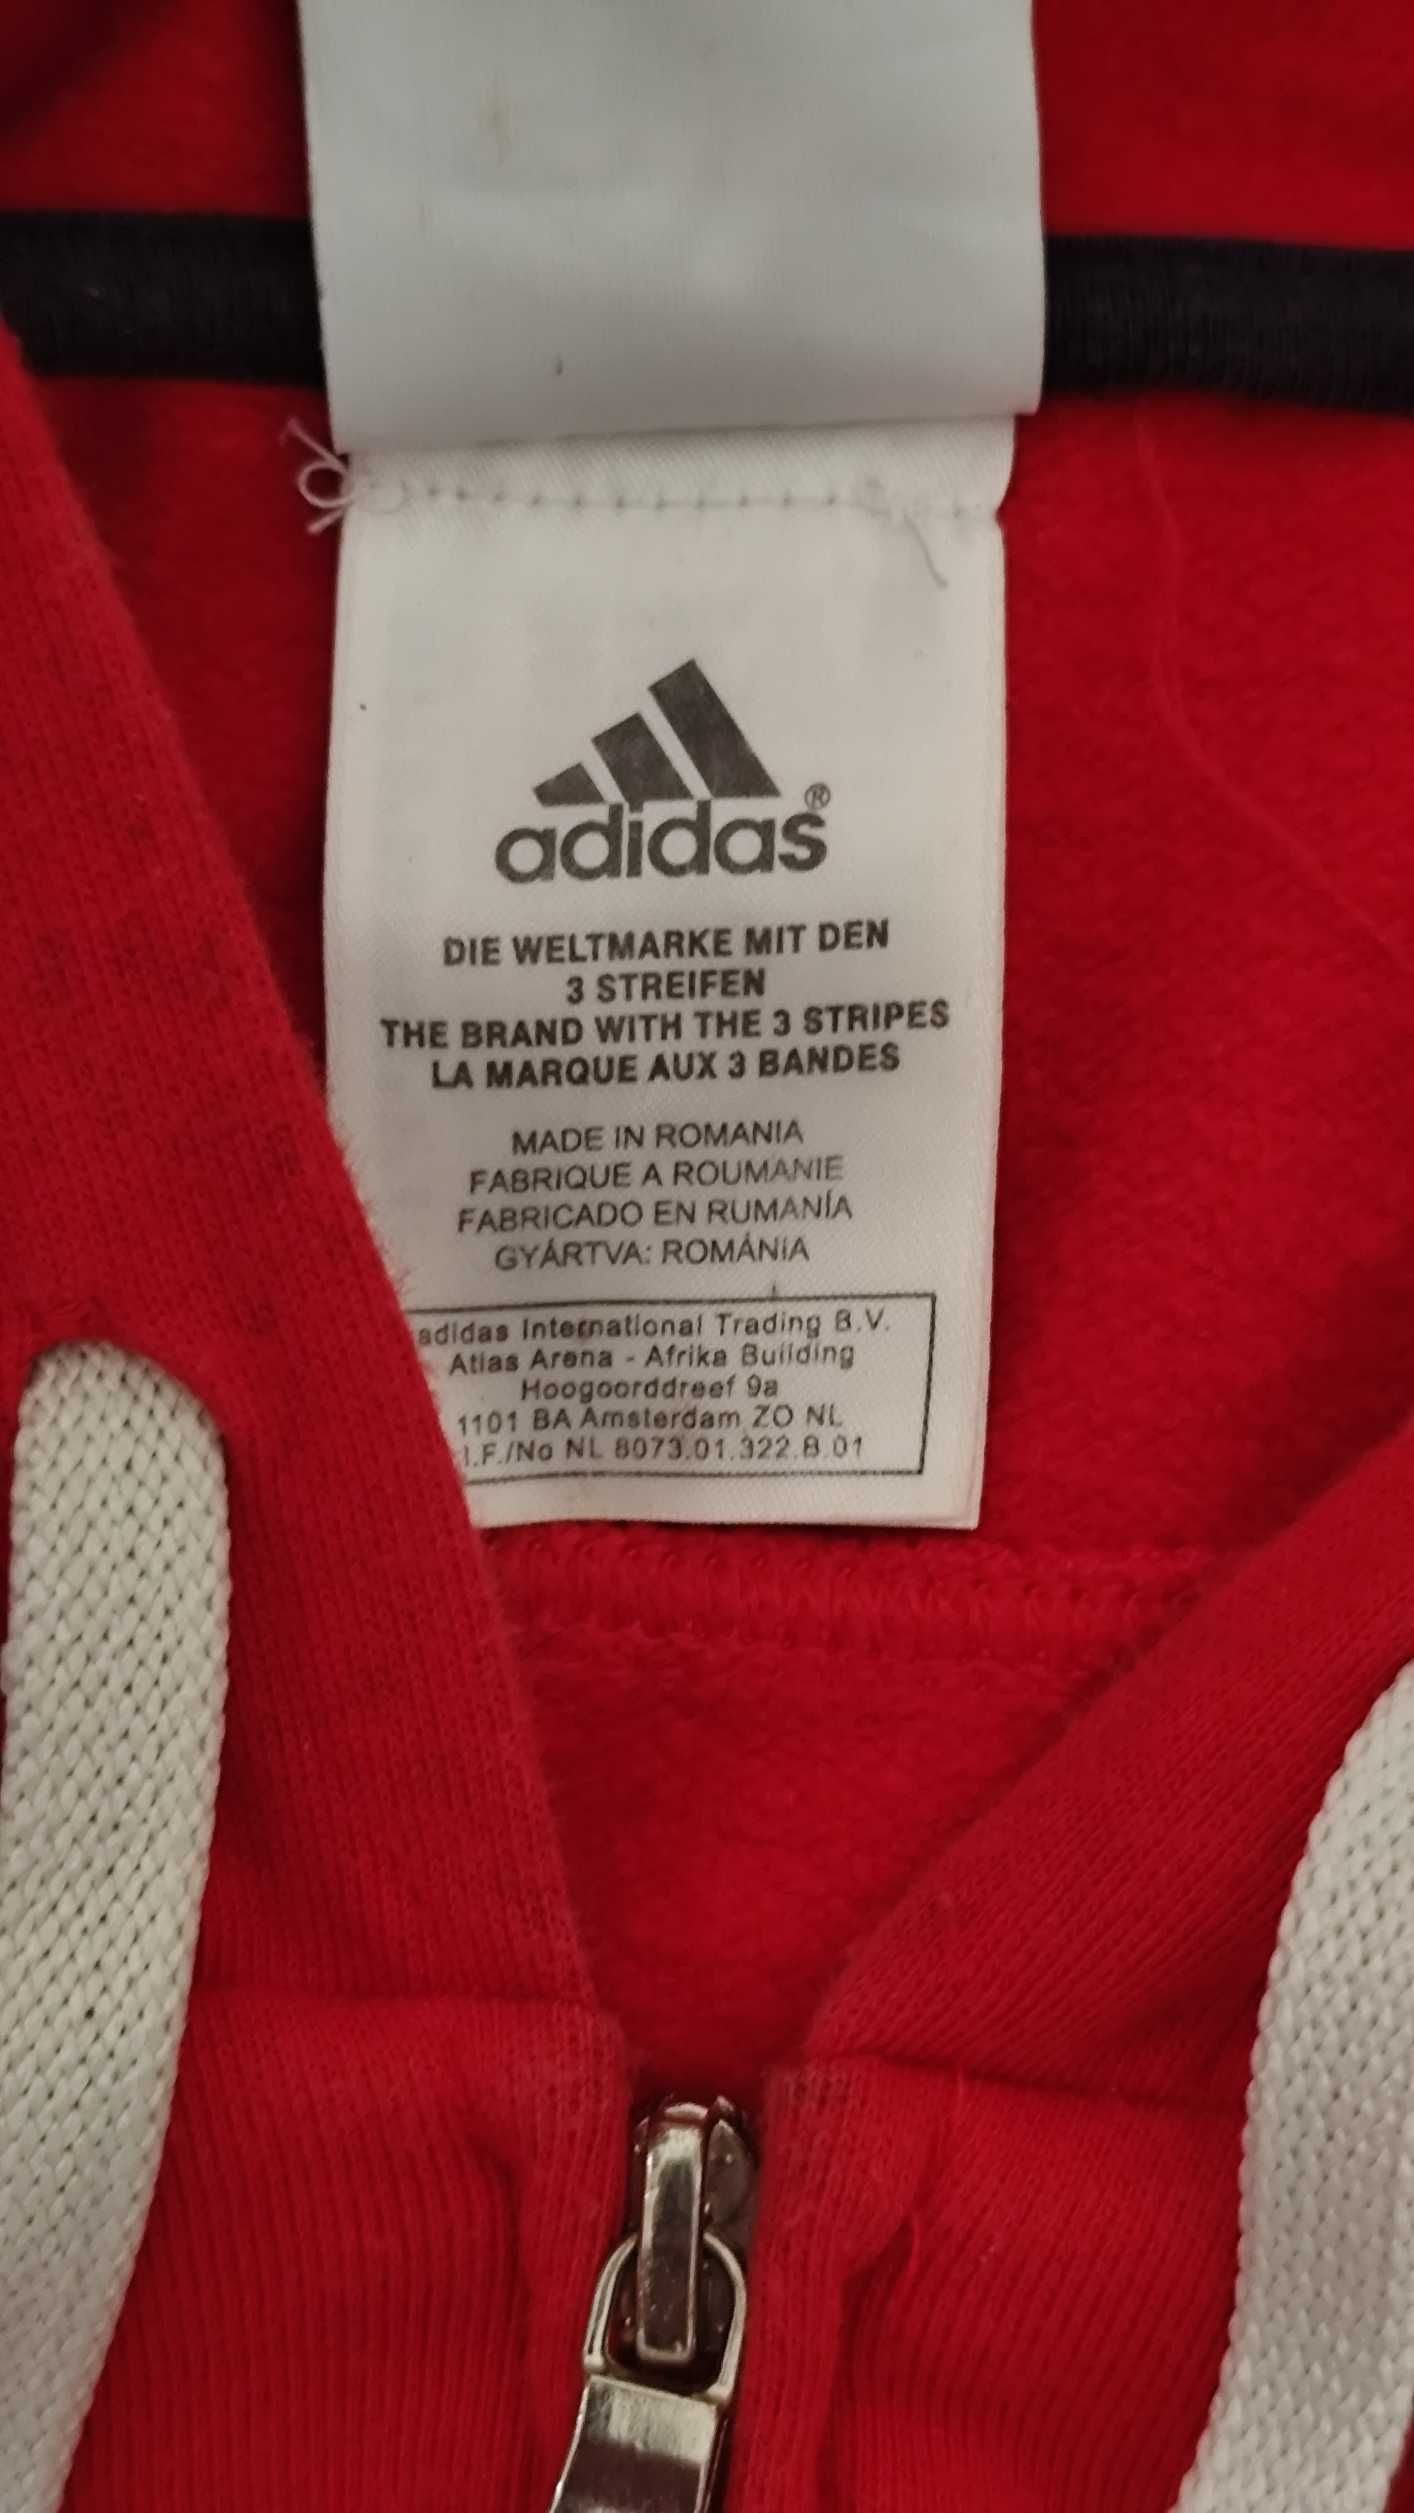 adidas®
DIE WELTMARKE MIT DEN
3 STREIFEN
THE BRAND WITH THE 3 STRIPES
LA MARQUE AUX 3 BANDES
MADE IN ROMANIA
FABRIQUE A ROUMANIE
FABRICADO EN RUMANÍA
GYÁRTVA: ROMÁNIA
adidas International Trading B.V.
Atlas Arena - Afrika Building
Hoogoorddreef 9a
1101 BA Amsterdam ZO NL
.I.F./No NL 8073.01.322.B.01